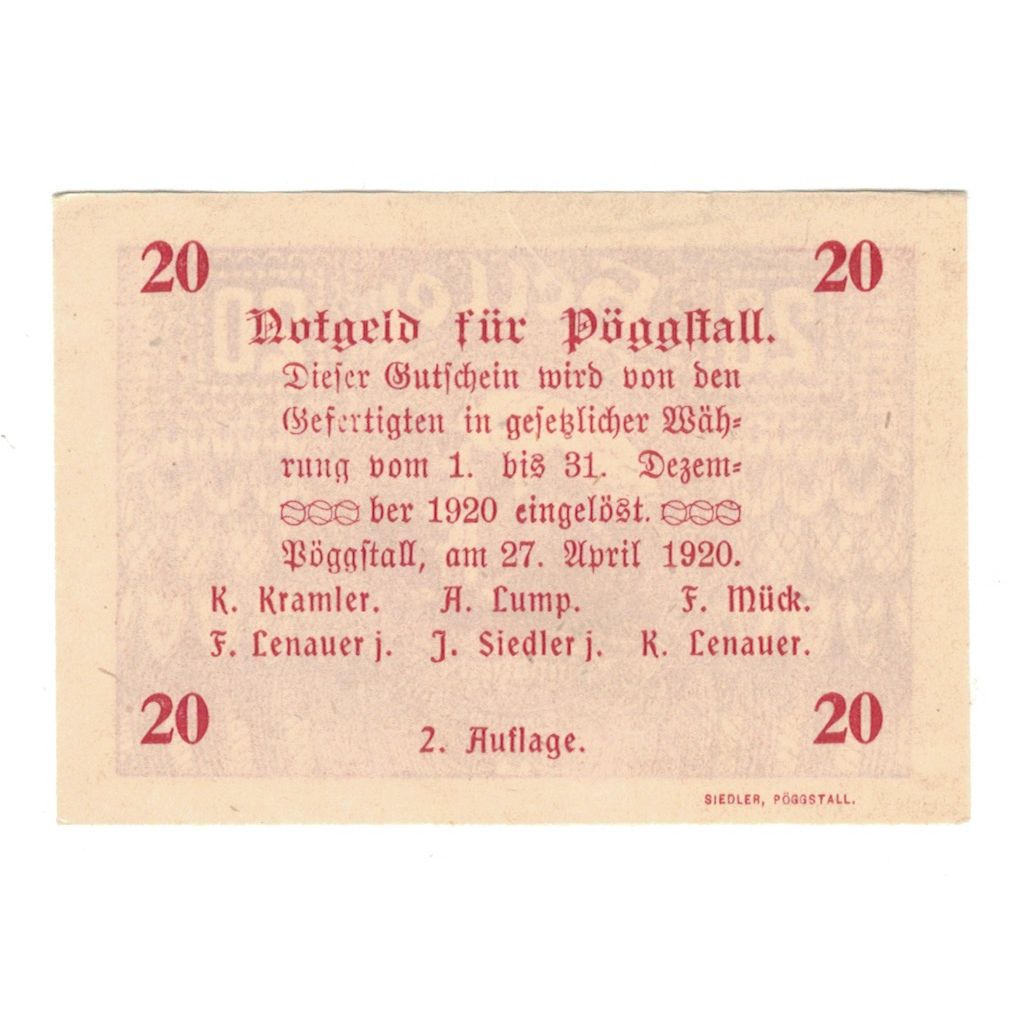 20 20
Notgeld für Pöggstall.
Dieser Gutschein wird von den
Gefertigten in gesetzlicher Wäh-
rung vom 1. bis 31. Dezem-
ber 1920 eingelöst.
Pöggstall, am 27. April 1920.
K. Kramler. A. Lump. F. Mück.
F. Lenauer j. J. Siedler j. K. Lenauer.
20 20
2. Auflage.
SIEDLER, PÖGGSTALL.